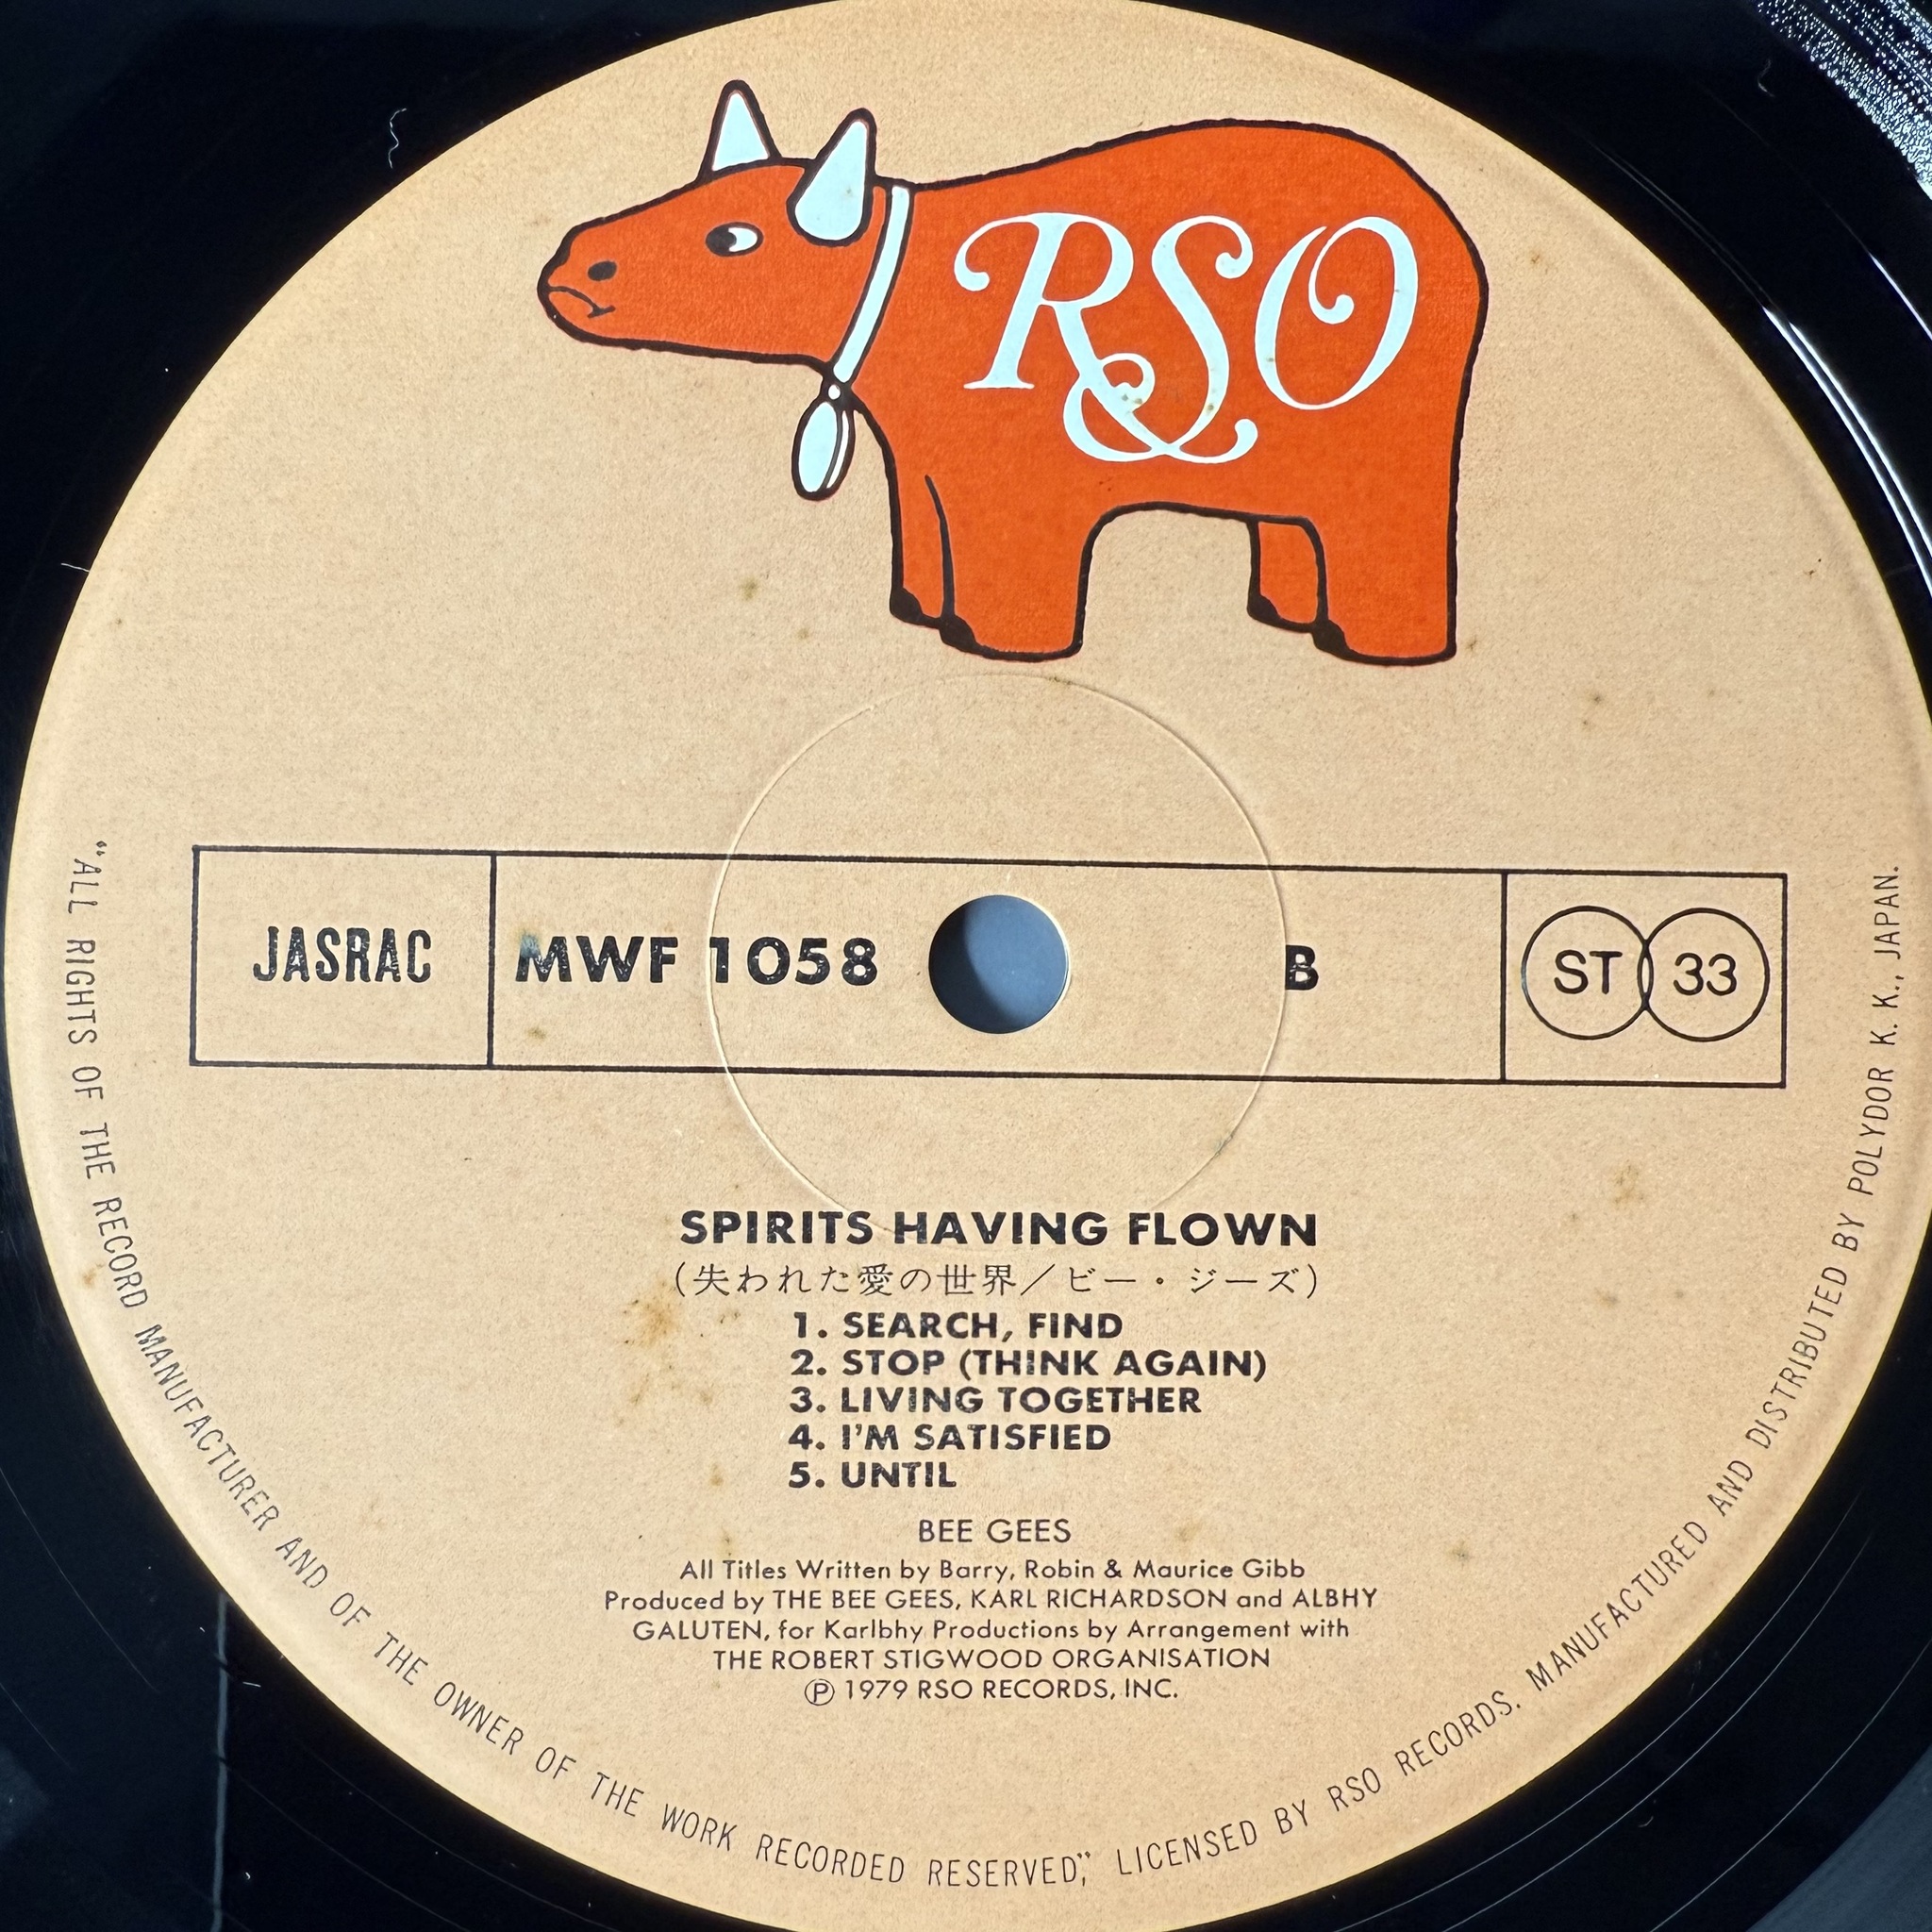 RSO
JASRAC
MWF 1058
B
ST 33
SPIRITS HAVING FLOWN
(失われた愛の世界／ビー・ジーズ)
1. SEARCH, FIND
2. STOP (THINK AGAIN)
3. LIVING TOGETHER
4. I'M SATISFIED
5. UNTIL
BEE GEES
All Titles Written by Barry, Robin & Maurice Gibb
Produced by THE BEE GEES, KARL RICHARDSON and ALBHY
GALUTEN, for Karlbhy Productions by Arrangement with
THE ROBERT STIGWOOD ORGANISATION
Ⓟ 1979 RSO RECORDS, INC.
“ALL RIGHTS OF THE RECORD MANUFACTURER AND OF THE OWNER OF THE WORK RECORDED RESERVED,” LICENSED BY RSO RECORDS. MANUFACTURED AND DISTRIBUTED BY POLYDOR K. K., JAPAN.